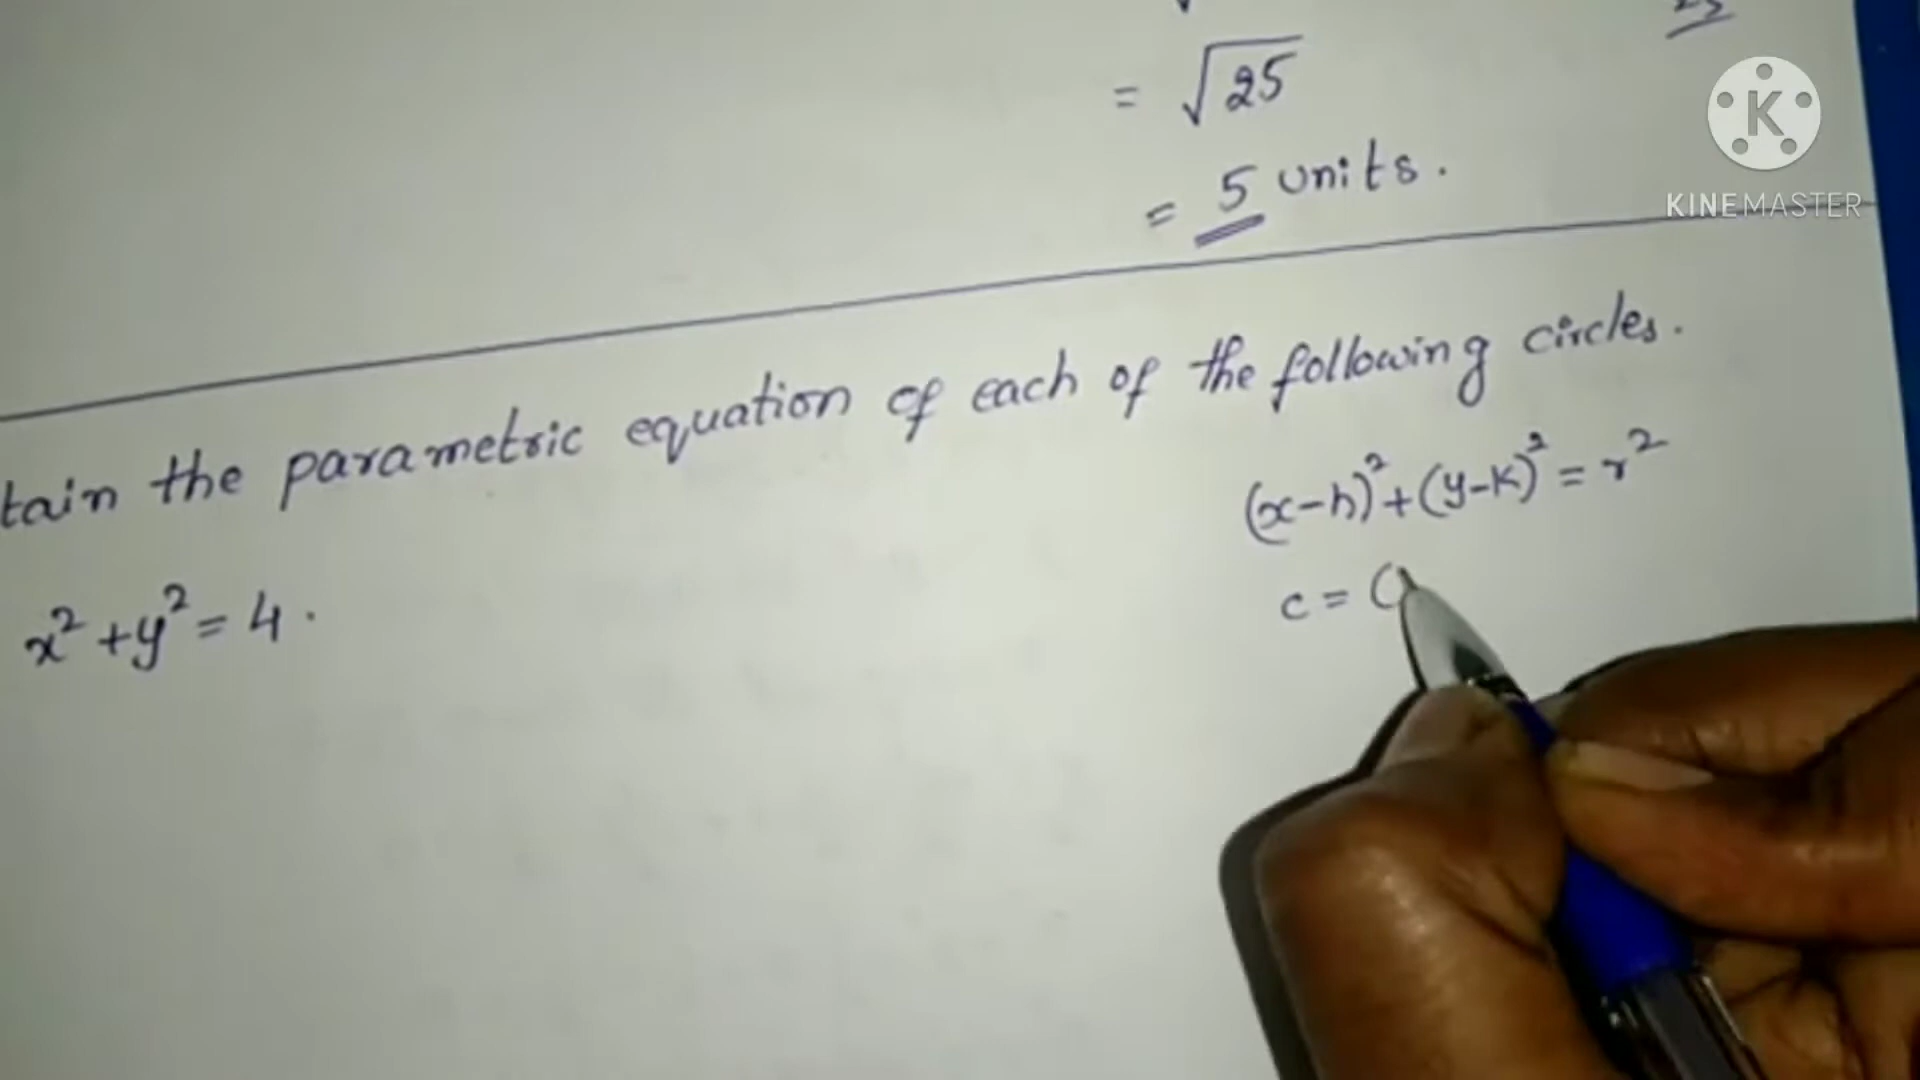 = √25
= 5 units.
K
KINEMASTER
tain the parametric equation of each of the following circles.
(x-h)² + (y-k)² = r²
x² + y² = 4.
c = (